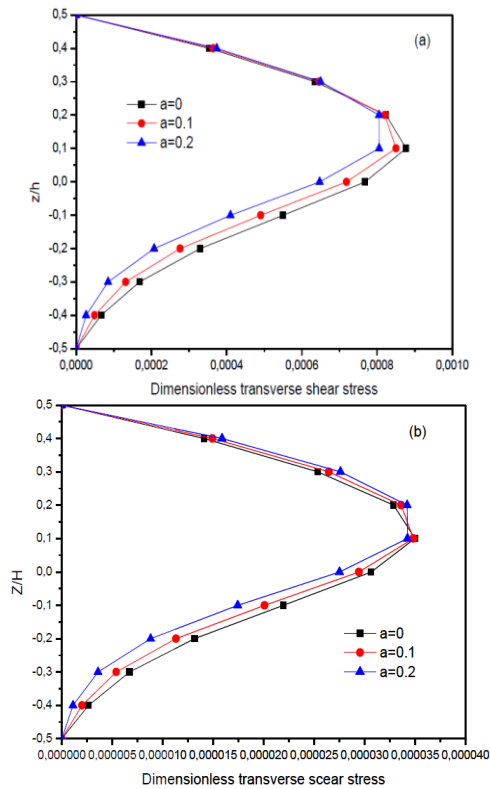 (a)
0,5
0,4
0,3
0,2
0,1
0,0
-0,1
-0,2
-0,3
-0,4
-0,5
z/h
a=0
a=0.1
a=0.2
0,0000 0,0002 0,0004 0,0006 0,0008 0,0010
Dimensionless transverse shear stress
(b)
0,5
0,4
0,3
0,2
0,1
0,0
-0,1
-0,2
-0,3
-0,4
-0,5
Z/H
a=0
a=0.1
a=0.2
0,000000 0,000005 0,000010 0,000015 0,000020 0,000025 0,000030 0,000035 0,000040
Dimensionless transverse scear stress